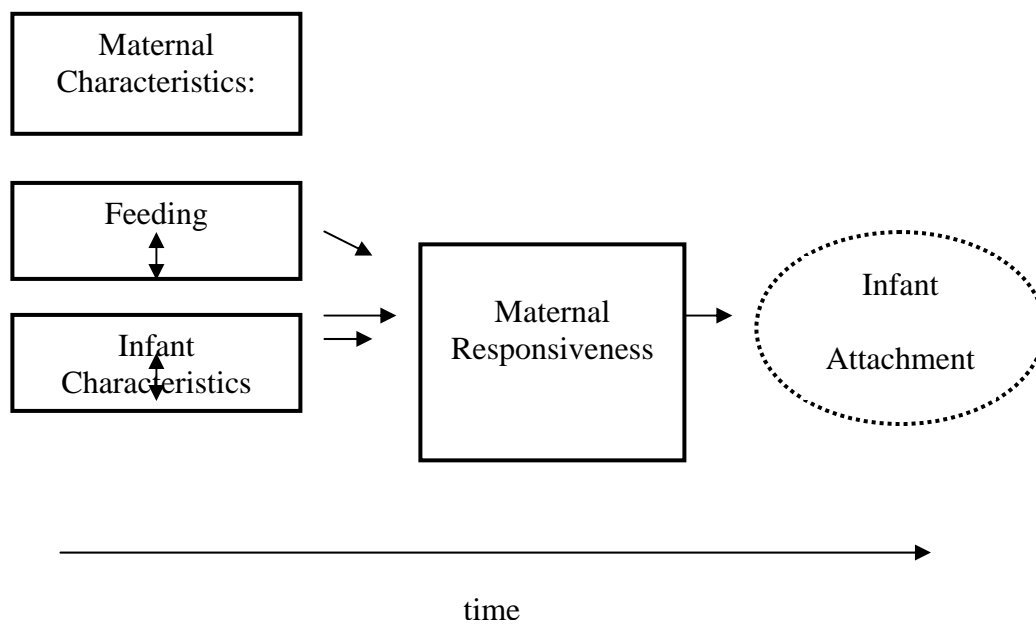 Maternal
Characteristics:
Feeding
Infant
Characteristics
Maternal
Responsiveness
Infant
Attachment
time